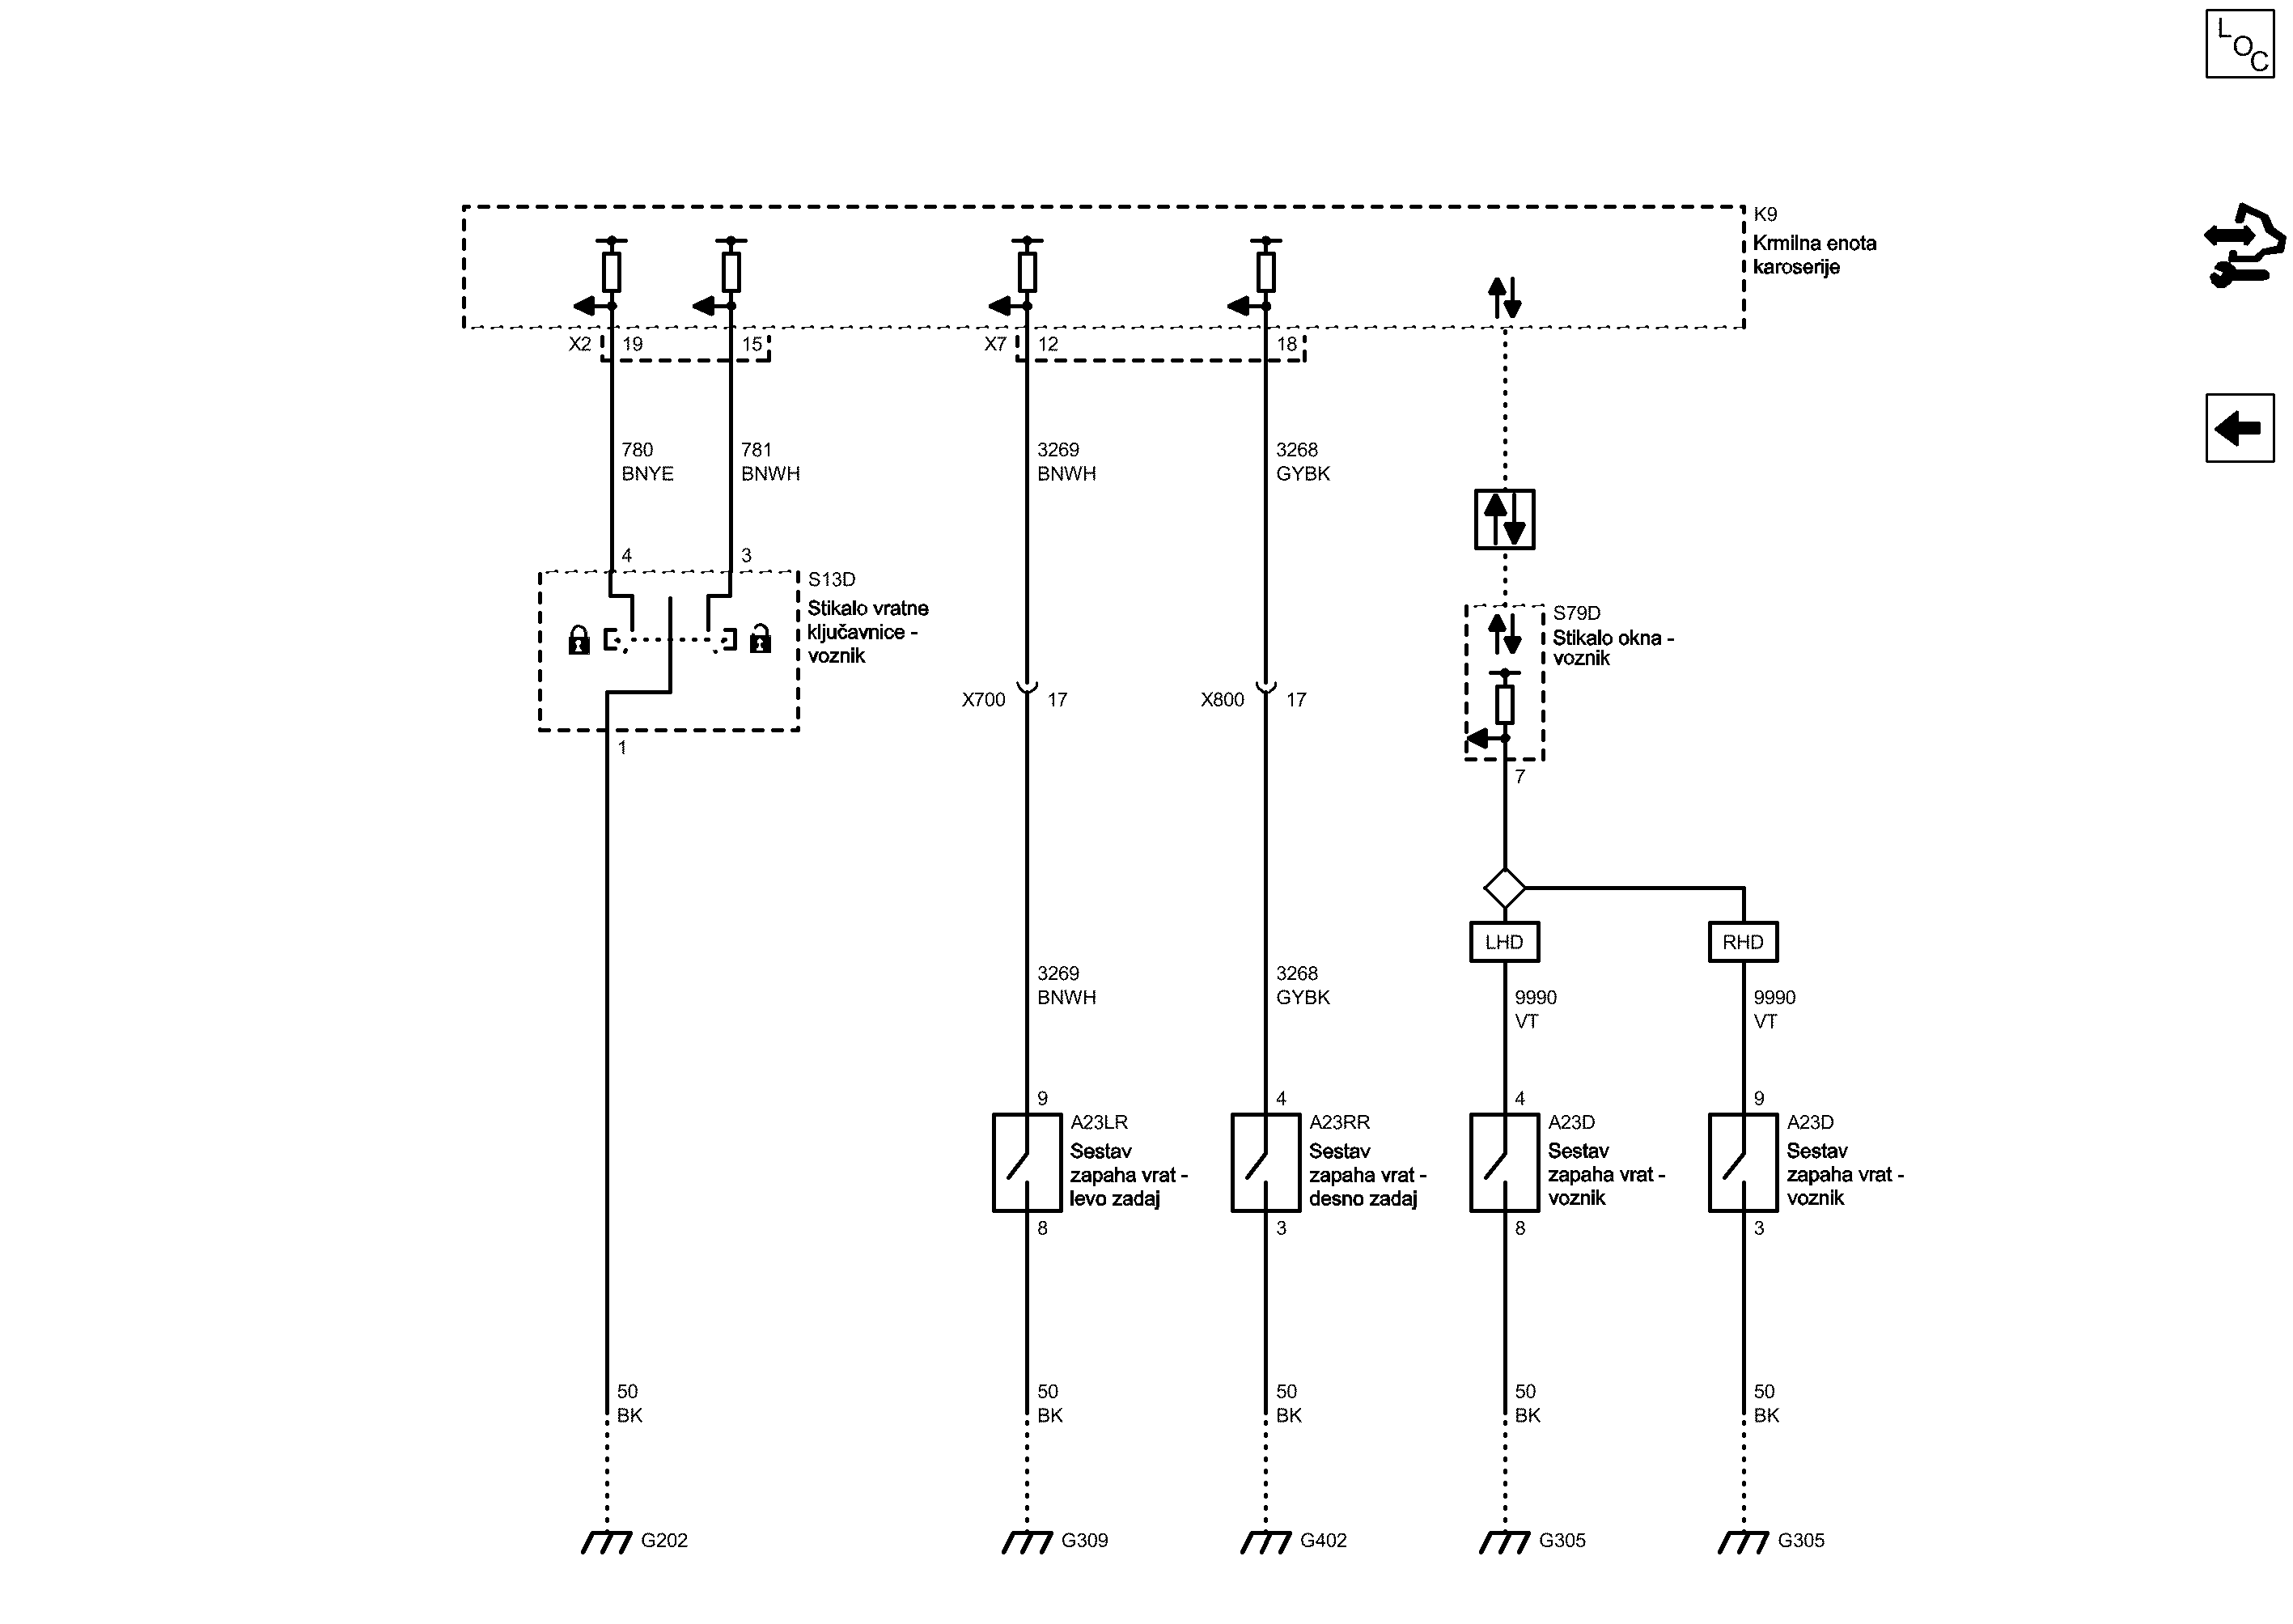 LOC
K9
Krmilna enota
karoserije
X2 19 15 X7 12 18
780 781 3269 3268
BNYE BNWH BNWH GYBK
4 3
S13D
Stikalo vratne
ključavnice -
voznik
1
S79D
Stikalo okna -
voznik
X700 17 X800 17
7
LHD RHD
3269 3268
BNWH GYBK
9990 9990
VT VT
9 4 4 9
A23LR A23RR A23D A23D
Sestav Sestav Sestav Sestav
zapaha vrat - zapaha vrat - zapaha vrat - zapaha vrat -
levo zadaj desno zadaj voznik voznik
8 3 8 3
50 50 50 50 50
BK BK BK BK BK
G202 G309 G402 G305 G305